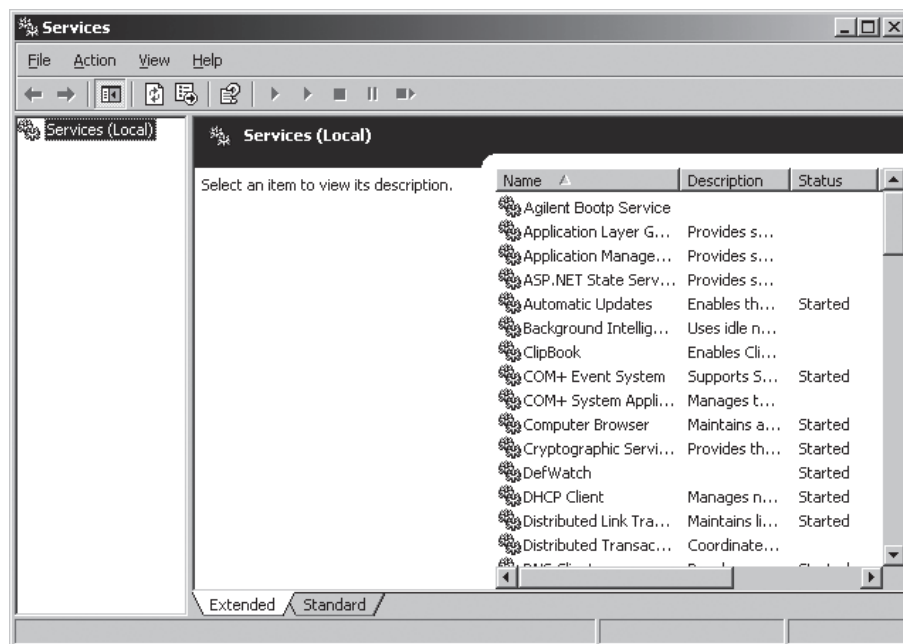 Services
File Action View Help
Services (Local)
Services (Local)
Select an item to view its description.
Name Description Status
Agilent Bootp Service
Application Layer G... Provides s...
Application Manage... Provides s...
ASP.NET State Serv... Provides s...
Automatic Updates Enables th... Started
Background Intellig... Uses idle n...
ClipBook Enables Cli...
COM+ Event System Supports S... Started
COM+ System Appli... Manages t...
Computer Browser Maintains a... Started
Cryptographic Servi... Provides th... Started
DefWatch Started
DHCP Client Manages n... Started
Distributed Link Tra... Maintains li... Started
Distributed Transac... Coordinate...
Extended Standard